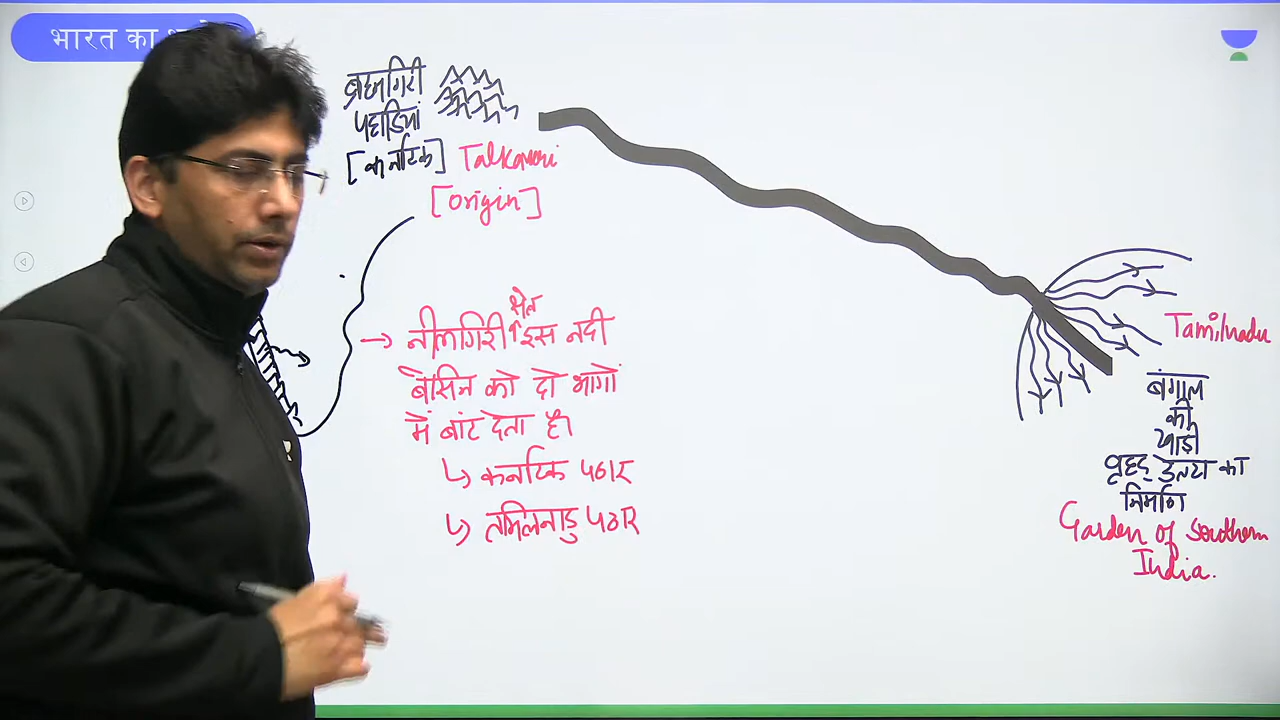 भारत का
ब्रह्मगिरी
पहाडियां
[कर्नाटक] Talkaveri
[origin]
→ नीलगिरी क्षेत्र इस नदी
बेसिन को दो भागों
में बांट देता है।
↳ कर्नाटक पठार
↳ तमिलनाडु पठार
Tamilnadu
बंगाल
की
खाड़ी
वृहद् डेल्टा का
निर्माण
Garden of Southern
India.